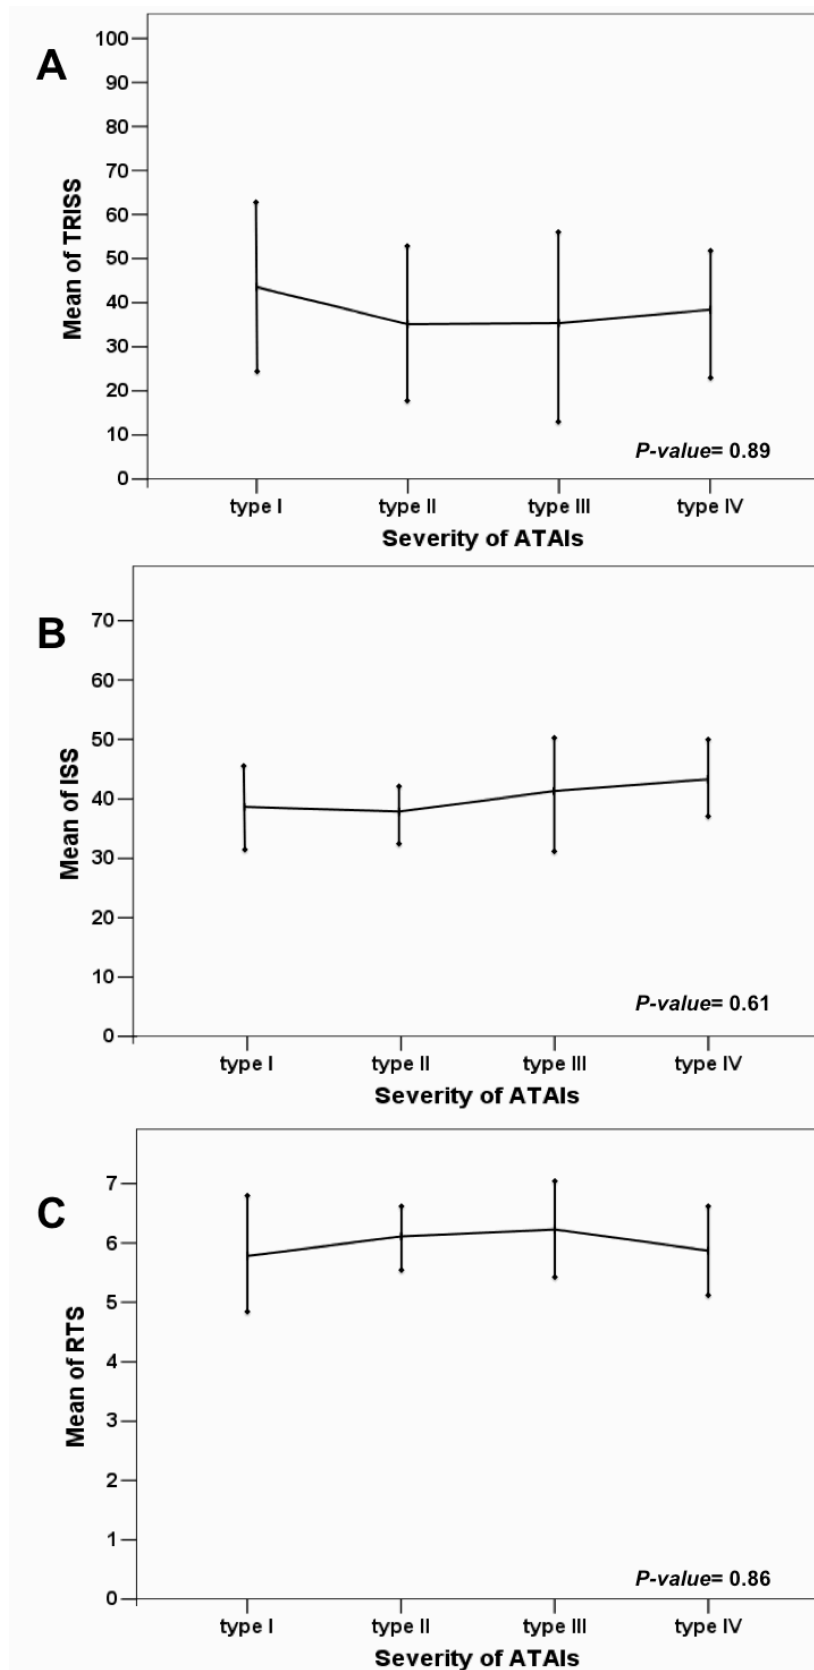 A
100
90
80
70
60
50
40
30
20
10
0
Mean of TRISS
P-value= 0.89
type I type II type III type IV
Severity of ATAIs
B
70
60
50
40
30
20
10
0
Mean of ISS
P-value= 0.61
type I type II type III type IV
Severity of ATAIs
C
7
6
5
4
3
2
1
0
Mean of RTS
P-value= 0.86
type I type II type III type IV
Severity of ATAIs